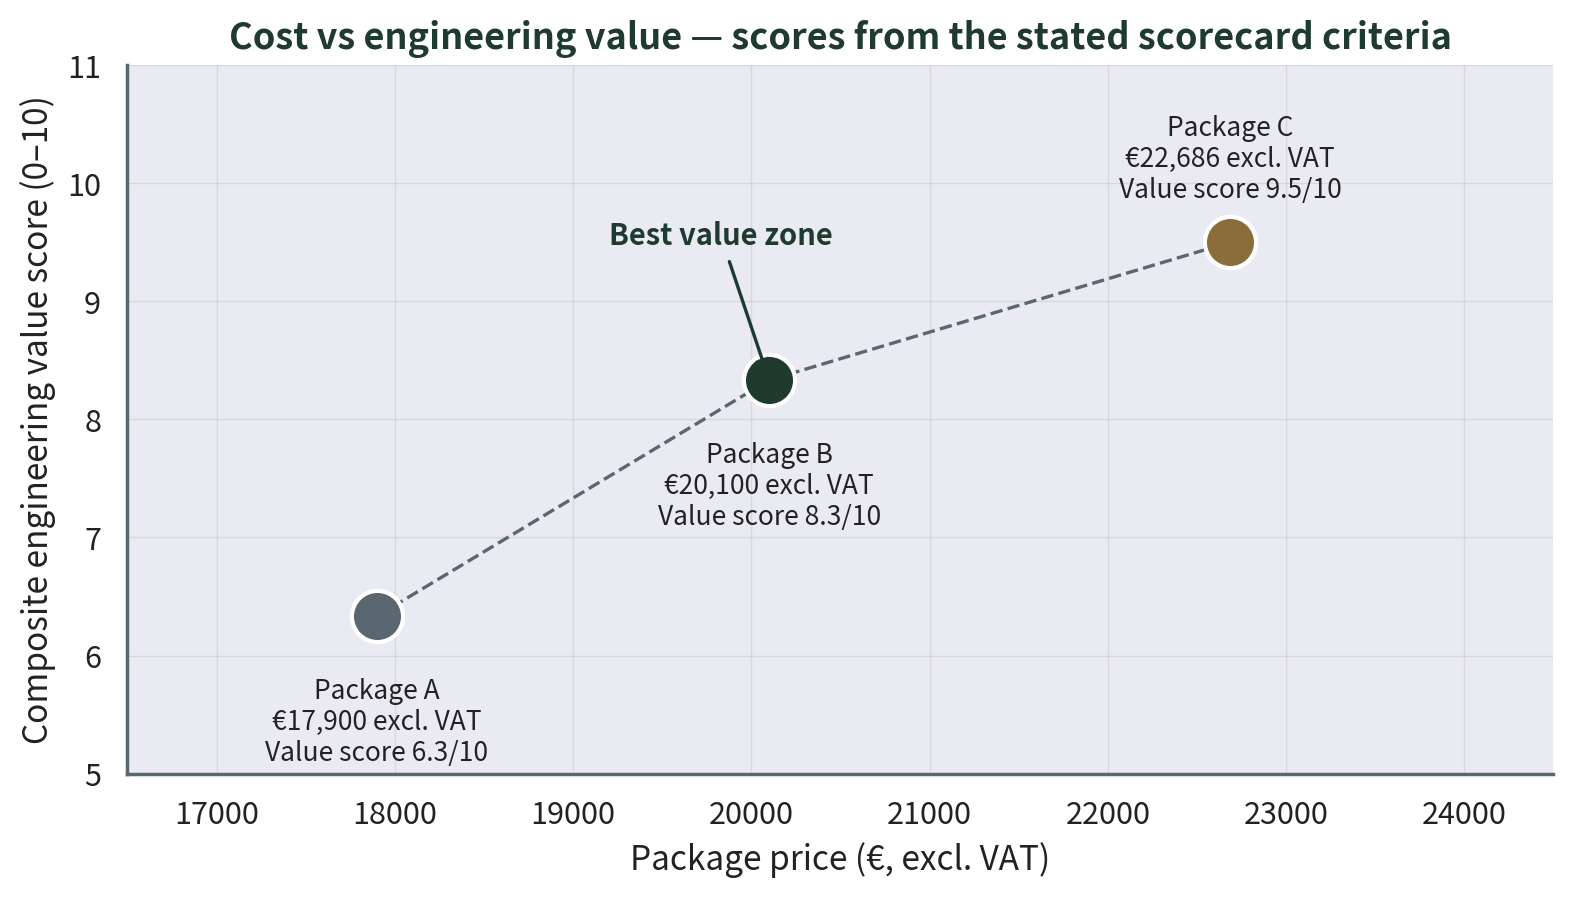 Cost vs engineering value — scores from the stated scorecard criteria
Composite engineering value score (0–10)
11
10
9
8
7
6
5
Package C
€22,686 excl. VAT
Value score 9.5/10
Best value zone
Package B
€20,100 excl. VAT
Value score 8.3/10
Package A
€17,900 excl. VAT
Value score 6.3/10
17000 18000 19000 20000 21000 22000 23000 24000
Package price (€, excl. VAT)